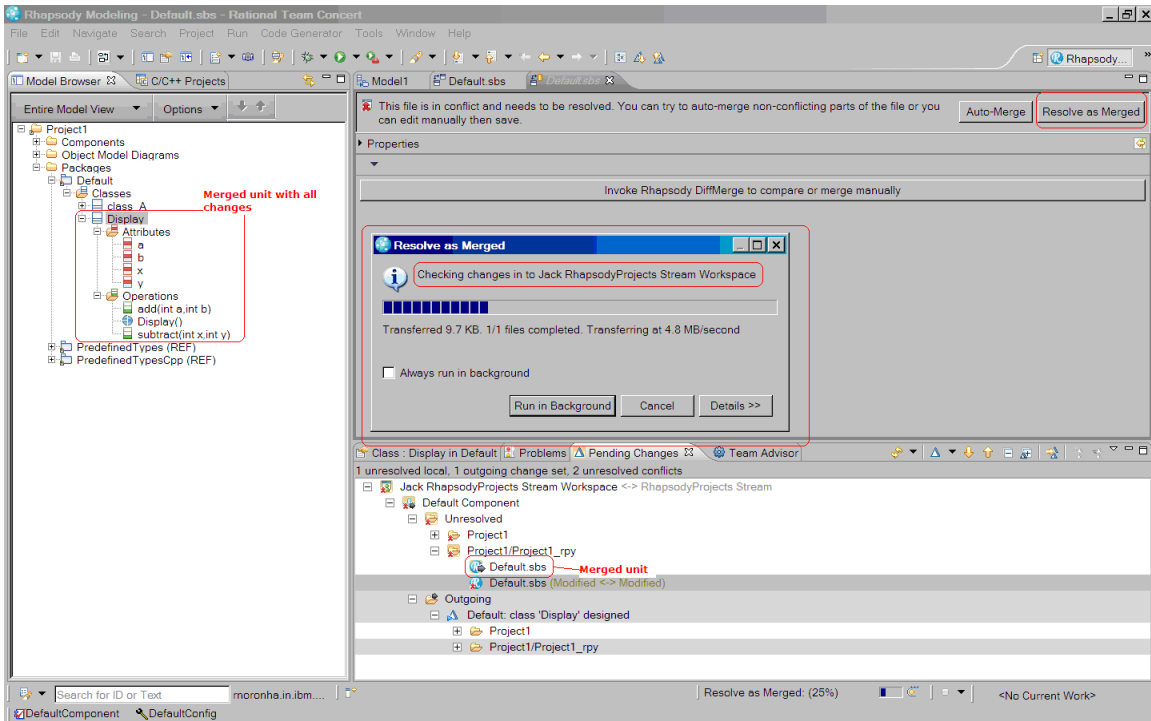 Rhapsody Modeling - Default.sbs - Rational Team Concert
File Edit Navigate Search Project Run Code Generator Tools Window Help
Rhapsody...
Model Browser
C/C++ Projects
Entire Model View
Options
Project1
Components
Object Model Diagrams
Packages
Default
Classes
class_A
Display
Attributes
a
b
x
y
Operations
add(int a,int b)
Display()
subtract(int x,int y)
PredefinedTypes (REF)
PredefinedTypesCpp (REF)
Merged unit with all
changes
Model1
Default.sbs
Default.sbs
This file is in conflict and needs to be resolved. You can try to auto-merge non-conflicting parts of the file or you
can edit manually then save.
Auto-Merge
Resolve as Merged
Properties
Invoke Rhapsody DiffMerge to compare or merge manually
Resolve as Merged
Checking changes in to Jack RhapsodyProjects Stream Workspace
Transferred 9.7 KB. 1/1 files completed. Transferring at 4.8 MB/second
Always run in background
Run in Background
Cancel
Details >>
Class : Display in Default
Problems
Pending Changes
Team Advisor
1 unresolved local, 1 outgoing change set, 2 unresolved conflicts
Jack RhapsodyProjects Stream Workspace <-> RhapsodyProjects Stream
Default Component
Unresolved
Project1
Project1/Project1_rpy
Default.sbs
Merged unit
Default.sbs (Modified <-> Modified)
Outgoing
Default: class 'Display' designed
Project1
Project1/Project1_rpy
Search for ID or Text
moronha.in.ibm....
Resolve as Merged: (25%)
<No Current Work>
DefaultComponent
DefaultConfig